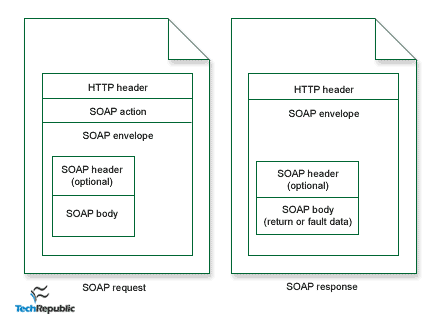 HTTP header
SOAP action
SOAP envelope
SOAP header
(optional)
SOAP body
SOAP request
HTTP header
SOAP envelope
SOAP header
(optional)
SOAP body
(return or fault data)
SOAP response
TechRepublic